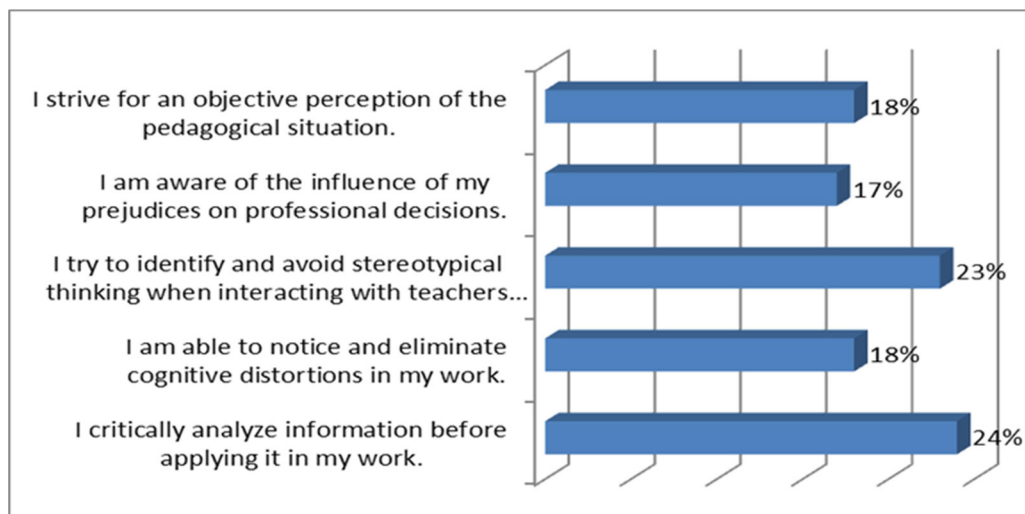 I strive for an objective perception of the
pedagogical situation.
18%
I am aware of the influence of my
prejudices on professional decisions.
17%
I try to identify and avoid stereotypical
thinking when interacting with teachers...
23%
I am able to notice and eliminate
cognitive distortions in my work.
18%
I critically analyze information before
applying it in my work.
24%